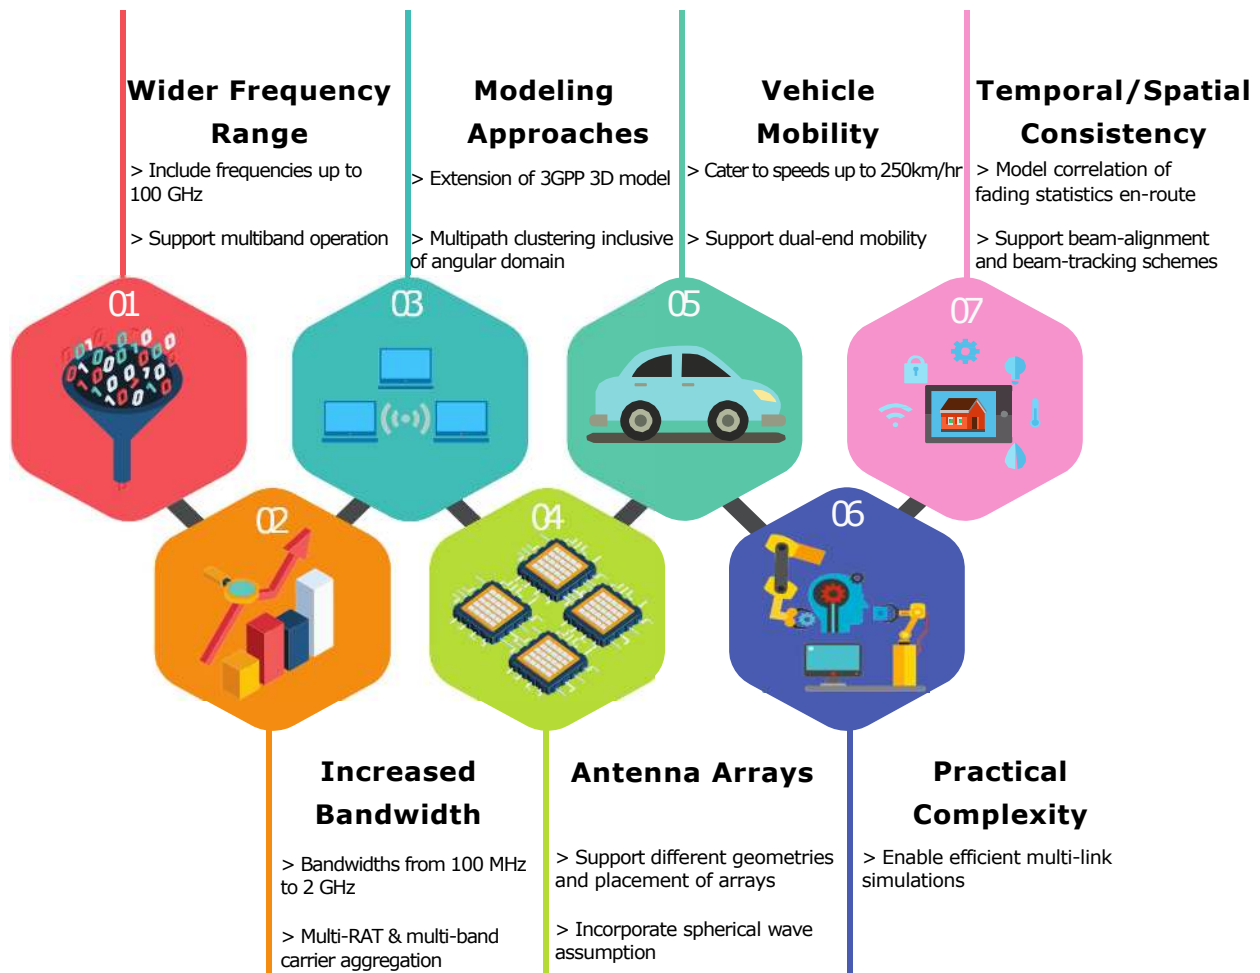 Wider Frequency
Range
> Include frequencies up to
100 GHz
> Support multiband operation
01
Increased
Bandwidth
> Bandwidths from 100 MHz
to 2 GHz
> Multi-RAT & multi-band
carrier aggregation
02
Modeling
Approaches
> Extension of 3GPP 3D model
> Multipath clustering inclusive
of angular domain
03
Antenna Arrays
> Support different geometries
and placement of arrays
> Incorporate spherical wave
assumption
04
Vehicle
Mobility
> Cater to speeds up to 250km/hr
> Support dual-end mobility
05
Practical
Complexity
> Enable efficient multi-link
simulations
06
Temporal/Spatial
Consistency
> Model correlation of
fading statistics en-route
> Support beam-alignment
and beam-tracking schemes
07